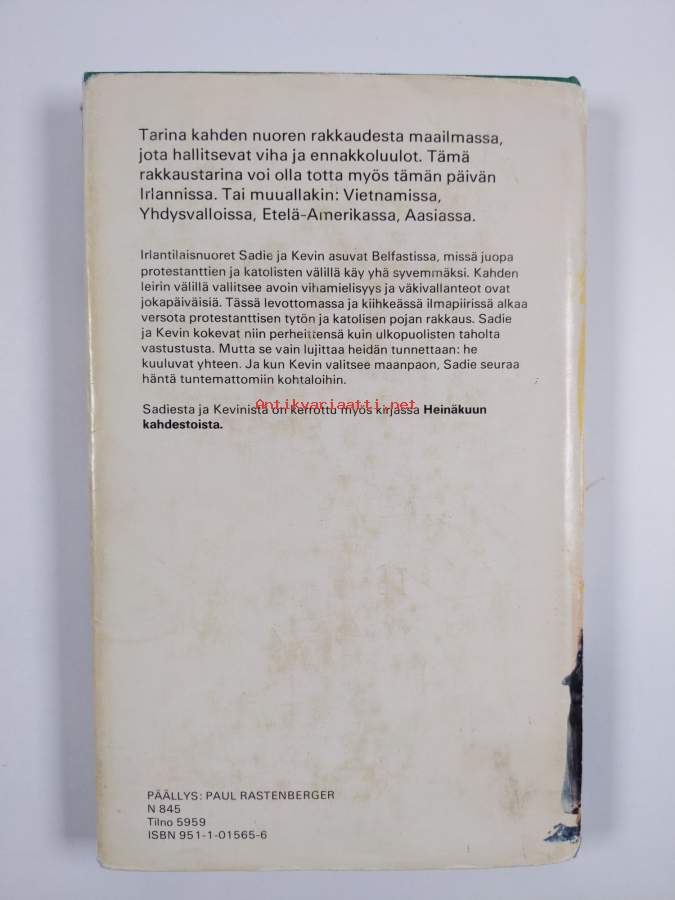 Tarina kahden nuoren rakkaudesta maailmassa,
jota hallitsevat viha ja ennakkoluulot. Tämä
rakkaustarina voi olla totta myös tämän päivän
Irlannissa. Tai muuallakin: Vietnamissa,
Yhdysvalloissa, Etelä-Amerikassa, Aasiassa.
Irlantilaisnuoret Sadie ja Kevin asuvat Belfastissa, missä juopa
protestanttien ja katolisten välillä käy yhä syvemmäksi. Kahden
leirin välillä vallitsee avoin vihamielisyys ja väkivallanteot ovat
jokapäiväisiä. Tässä levottomassa ja kiihkeässä ilmapiirissä alkaa
versota protestanttisen tytön ja katolisen pojan rakkaus. Sadie
ja Kevin kokevat niin perheittensä kuin ulkopuolisten taholta
vastustusta. Mutta se vain lujittaa heidän tunnettaan: he
kuuluvat yhteen. Ja kun Kevin valitsee maanpaon, Sadie seuraa
häntä tuntemattomiin kohtaloihin.
Antikvariaatti.net
Sadiesta ja Kevinistä on kerrottu myös kirjassa Heinäkuun
kahdestoista.
PÄÄLLYS: PAUL RASTENBERGER
N 845
Tilno 5959
ISBN 951-1-01565-6